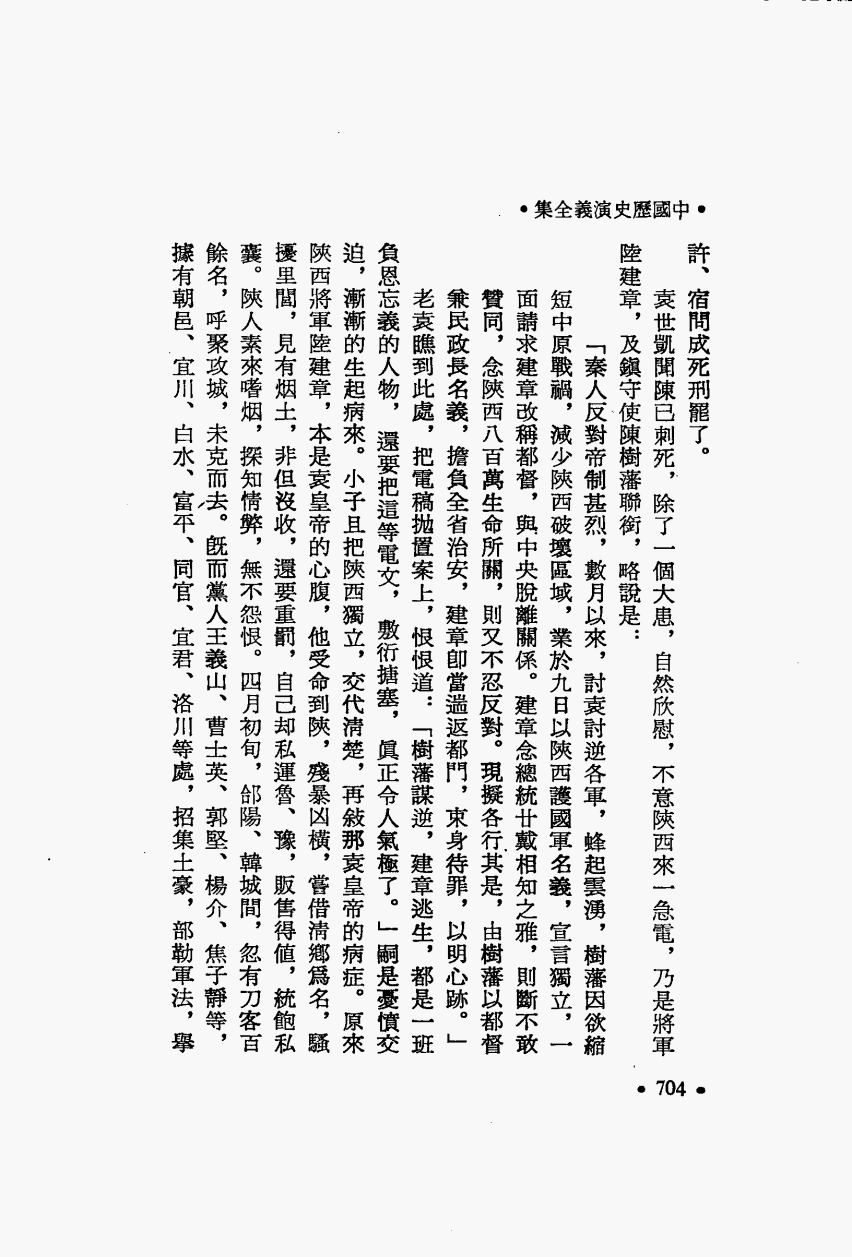 •中國歷史演義全集•
許、宿問成死刑罷了。
袁世凱聞陳已刺死，除了一個大患，自然欣慰，不意陝西來一急電，乃是將軍
陸建章，及鎮守使陳樹藩聯銜，略說是：
「秦人反對帝制甚烈，數月以來，討袁討逆各軍，蜂起雲湧，樹藩因欲縮
短中原戰禍，減少陝西破壞區域，業於九日以陝西護國軍名義，宣言獨立，一
面請求建章改稱都督，與中央脫離關係。建章念總統廿戴相知之雅，則斷不敢
贊同，念陝西八百萬生命所關，則又不忍反對。現擬各行其是，由樹藩以都督
兼民政長名義，擔負全省治安，建章卽當遄返都門，束身待罪，以明心跡。」
老袁瞧到此處，把電稿拋置案上，恨恨道：「樹藩謀逆，建章逃生，都是一班
負恩忘義的人物，還要把這等電文，敷衍搪塞，眞正令人氣極了。」嗣是憂憤交
迫，漸漸的生起病來。小子且把陝西獨立，交代清楚，再敍那袁皇帝的病症。原來
陝西將軍陸建章，本是袁皇帝的心腹，他受命到陝，殘暴凶橫，嘗借清鄉爲名，騷
擾里閭，見有烟土，非但沒收，還要重罰，自己却私運魯、豫，販售得値，統飽私
囊。陝人素來嗜烟，探知情弊，無不怨恨。四月初旬，郃陽、韓城間，忽有刀客百
餘名，呼聚攻城，未克而去。旣而黨人王義山、曹士英、郭堅、楊介、焦子靜等，
據有朝邑、宜川、白水、富平、同官、宜君、洛川等處，招集土豪，部勒軍法，舉
•704•